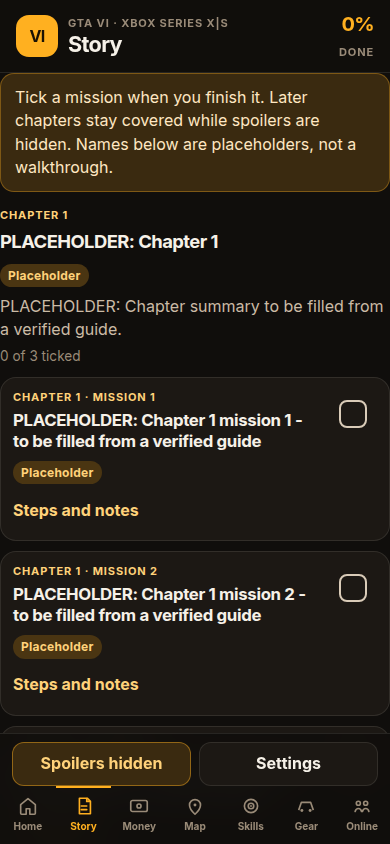 VI
GTA VI · XBOX SERIES X|S
Story
0%
DONE
Tick a mission when you finish it. Later
chapters stay covered while spoilers are
hidden. Names below are placeholders, not a
walkthrough.
CHAPTER 1
PLACEHOLDER: Chapter 1
Placeholder
PLACEHOLDER: Chapter summary to be filled from
a verified guide.
0 of 3 ticked
CHAPTER 1 · MISSION 1
PLACEHOLDER: Chapter 1 mission 1 -
to be filled from a verified guide
Placeholder
Steps and notes
CHAPTER 1 · MISSION 2
PLACEHOLDER: Chapter 1 mission 2 -
to be filled from a verified guide
Placeholder
Steps and notes
Spoilers hidden
Settings
Home
Story
Money
Map
Skills
Gear
Online